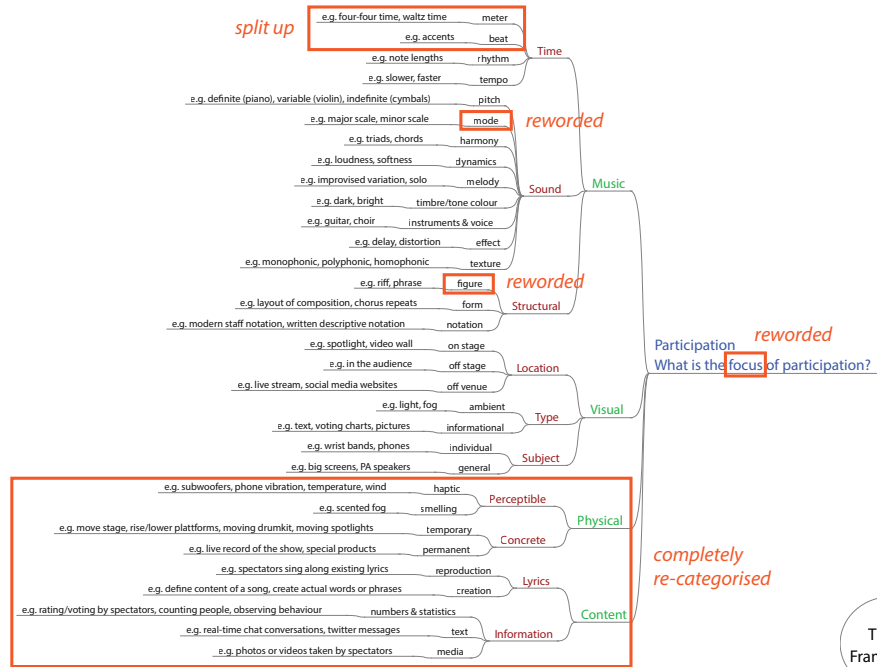 split up
e.g. four-four time, waltz time meter
e.g. accents beat
Time
e.g. note lengths rhythm
e.g. slower, faster tempo
e.g. definite (piano), variable (violin), indefinite (cymbals) pitch
e.g. major scale, minor scale mode
reworded
e.g. triads, chords harmony
e.g. loudness, softness dynamics
e.g. improvised variation, solo melody
Sound
Music
e.g. dark, bright timbre/tone colour
e.g. guitar, choir instruments & voice
e.g. delay, distortion effect
e.g. monophonic, polyphonic, homophonic texture
e.g. riff, phrase figure
reworded
e.g. layout of composition, chorus repeats form
Structural
e.g. modern staff notation, written descriptive notation notation
reworded
Participation
What is the focus of participation?
e.g. spotlight, video wall on stage
e.g. in the audience off stage
Location
e.g. live stream, social media websites off venue
e.g. light, fog ambient
Type
Visual
e.g. text, voting charts, pictures informational
e.g. wrist bands, phones individual
Subject
e.g. big screens, PA speakers general
e.g. subwoofers, phone vibration, temperature, wind haptic
Perceptible
e.g. scented fog smelling
Physical
e.g. move stage, rise/lower plattforms, moving drumkit, moving spotlights temporary
Concrete
e.g. live record of the show, special products permanent
completely
re-categorised
e.g. spectators sing along existing lyrics reproduction
Lyrics
e.g. define content of a song, create actual words or phrases creation
Content
e.g. rating/voting by spectators, counting people, observing behaviour numbers & statistics
e.g. real-time chat conversations, twitter messages text
Information
e.g. photos or videos taken by spectators media
T
Fran